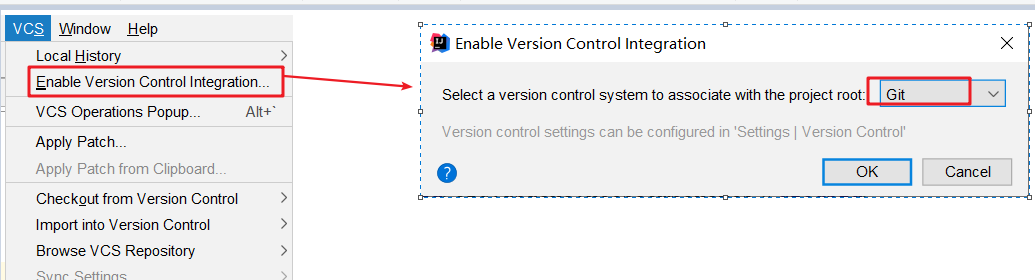 VCS Window Help
Local History
Enable Version Control Integration...
VCS Operations Popup... Alt+`
Apply Patch...
Apply Patch from Clipboard...
Checkout from Version Control
Import into Version Control
Browse VCS Repository
Sync Settings
Enable Version Control Integration
Select a version control system to associate with the project root: Git
Version control settings can be configured in 'Settings | Version Control'
? OK Cancel